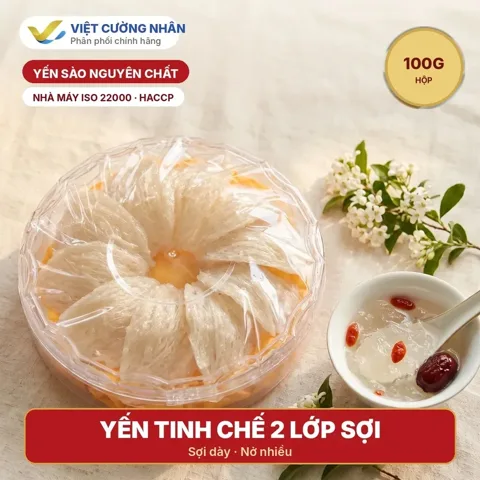 VIỆT CƯỜNG NHÂN
Phân phối chính hãng
YẾN SÀO NGUYÊN CHẤT
NHÀ MÁY ISO 22000 · HACCP
100G
HỘP
YẾN TINH CHẾ 2 LỚP SỢI
Sợi dày · Nở nhiều